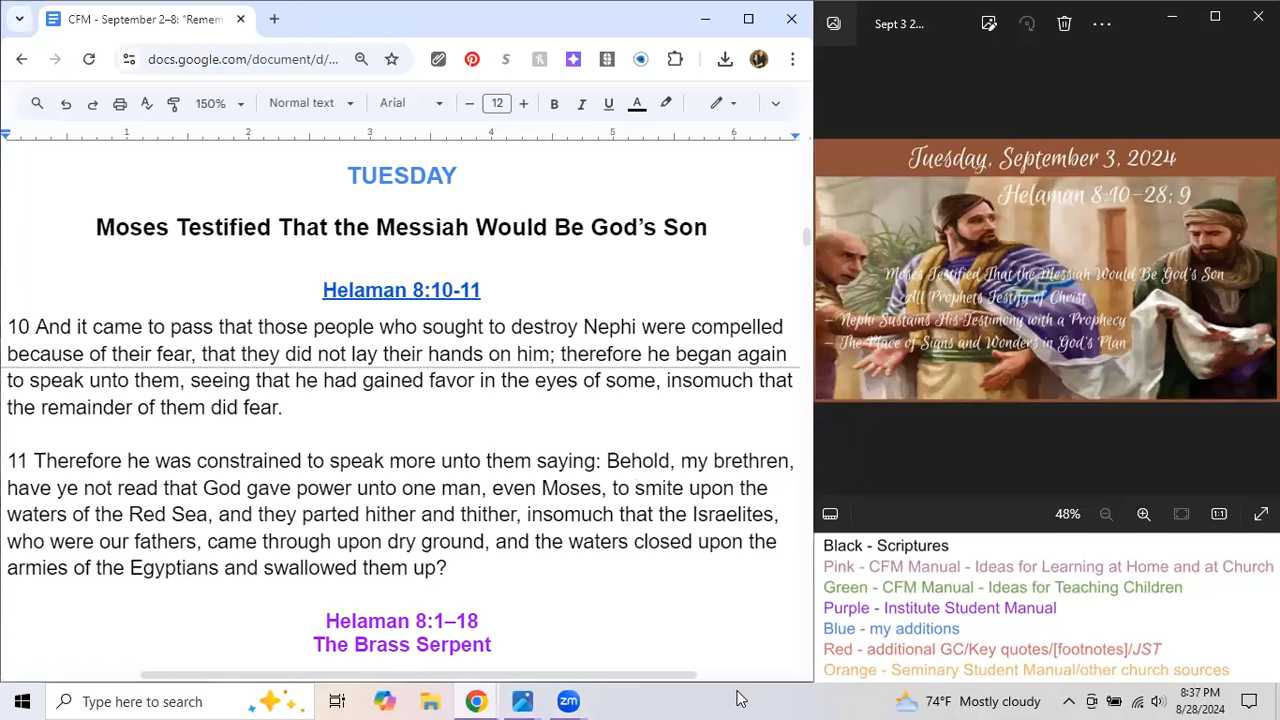 CFM - September 2–8: "Remem
docs.google.com/document/d/...
150%
Normal text
Arial
12
B
I
U
A
1
2
3
4
5
6
TUESDAY
Moses Testified That the Messiah Would Be God's Son
Helaman 8:10-11
10 And it came to pass that those people who sought to destroy Nephi were compelled
because of their fear, that they did not lay their hands on him; therefore he began again
to speak unto them, seeing that he had gained favor in the eyes of some, insomuch that
the remainder of them did fear.
11 Therefore he was constrained to speak more unto them saying: Behold, my brethren,
have ye not read that God gave power unto one man, even Moses, to smite upon the
waters of the Red Sea, and they parted hither and thither, insomuch that the Israelites,
who were our fathers, came through upon dry ground, and the waters closed upon the
armies of the Egyptians and swallowed them up?
Helaman 8:1–18
The Brass Serpent
Sept 3 2...
Tuesday, September 3, 2024
Helaman 8:10–28; 9
Moses Testified That the Messiah Would Be God's Son
All Prophets Testify of Christ
– Nephi Sustains His Testimony with a Prophecy
– The Place of Signs and Wonders in God's Plan
48%
1:1
Black - Scriptures
Pink - CFM Manual - Ideas for Learning at Home and at Church
Green - CFM Manual - Ideas for Teaching Children
Purple - Institute Student Manual
Blue - my additions
Red - additional GC/Key quotes/[footnotes]/JST
Orange - Seminary Student Manual/other church sources
Type here to search
zm
74°F Mostly cloudy
8:37 PM
8/28/2024